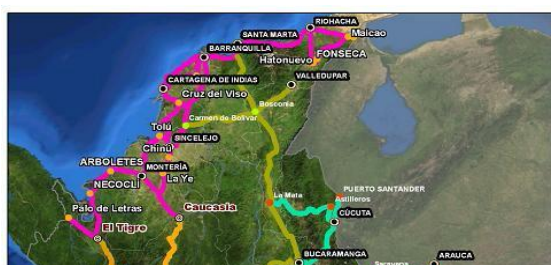 RIOHACHA
SANTA MARTA
Maicao
BARRANQUILLA
Hatonuevo
FONSECA
CARTAGENA DE INDIAS
VALLEDUPAR
Cruz del Viso
Bosconia
Carmen de Bolivar
Tolú
SINCELEJO
Chinú
ARBOLETES
MONTERÍA
La Ye
NECOCLÍ
PUERTO SANTANDER
La Mata
Astilleros
Palo de Letras
Caucasia
CÚCUTA
El Tigre
BUCARAMANGA
ARAUCA
Saravena